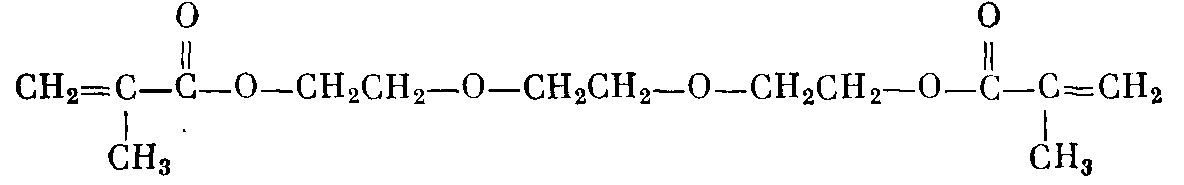 O O
CH₂=C—C—O—CH₂CH₂—O—CH₂CH₂—O—CH₂CH₂—O—C—C=CH₂
CH₃ CH₃